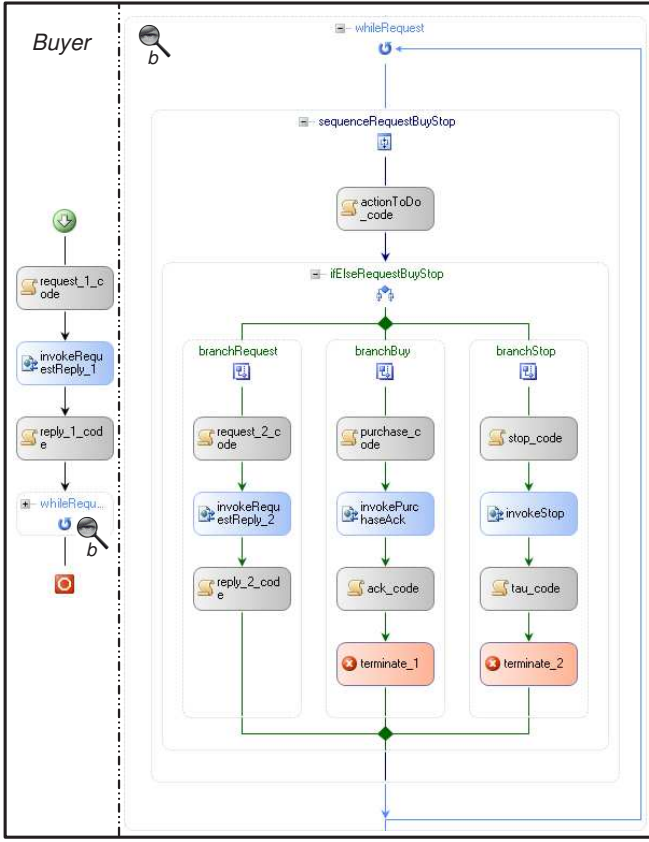 Buyer
b
request_1_c
ode
invokeRequ
estReply_1
reply_1_cod
e
whileRequ...
b
whileRequest
sequenceRequestBuyStop
actionToDo
_code
ifElseRequestBuyStop
branchRequest
branchBuy
branchStop
request_2_c
ode
purchase_c
ode
stop_code
invokeRequ
estReply_2
invokePurc
haseAck
invokeStop
reply_2_cod
e
ack_code
tau_code
terminate_1
terminate_2